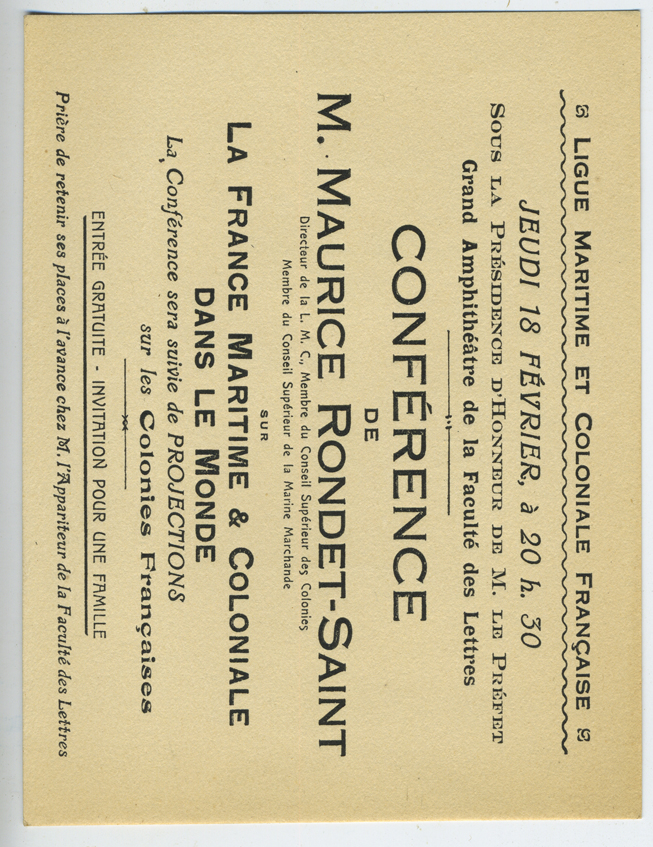 LIGUE MARITIME ET COLONIALE FRANÇAISE
JEUDI 18 FÉVRIER, à 20 h. 30
SOUS LA PRÉSIDENCE D'HONNEUR DE M. LE PRÉFET
Grand Amphithéâtre de la Faculté des Lettres
CONFÉRENCE
DE
M. MAURICE RONDET-SAINT
Directeur de la L. M. C., Membre du Conseil Supérieur des Colonies
Membre du Conseil Supérieur de la Marine Marchande
SUR
LA FRANCE MARITIME & COLONIALE
DANS LE MONDE
La Conférence sera suivie de PROJECTIONS
sur les Colonies Françaises
ENTRÉE GRATUITE - INVITATION POUR UNE FAMILLE
Prière de retenir ses places à l'avance chez M. l'Appariteur de la Faculté des Lettres